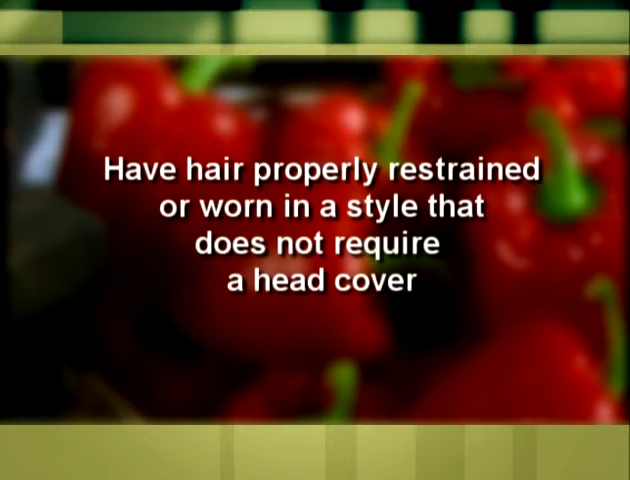 Have hair properly restrained
or worn in a style that
does not require
a head cover